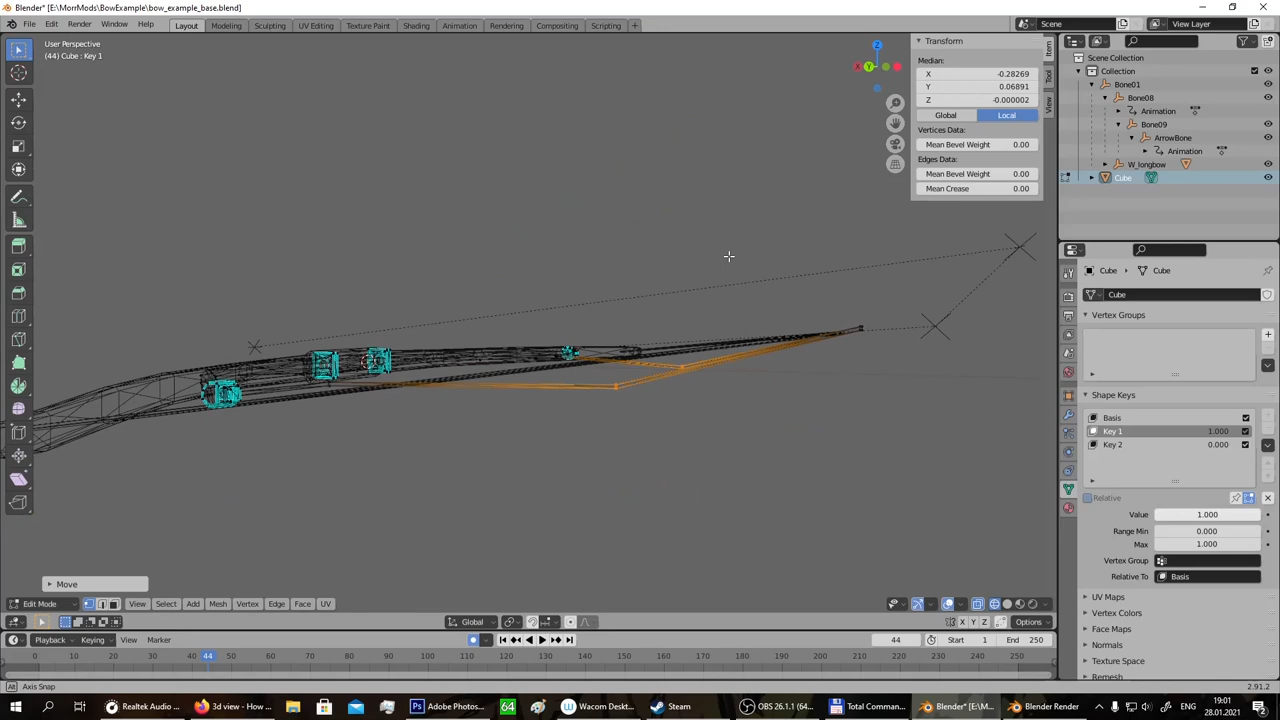 Blender* [E:\MorrMods\BowExample\bow_example_base.blend]
File Edit Render Window Help Layout Modeling Sculpting UV Editing Texture Paint Shading Animation Rendering Compositing Scripting + Scene View Layer
User Perspective
(44) Cube : Key 1
Z
X
Y
Transform
Median:
X -0.28269
Y 0.06891
Z -0.000002
Global Local
Vertices Data:
Mean Bevel Weight 0.00
Edges Data:
Mean Bevel Weight 0.00
Mean Crease 0.00
Item
Tool
View
Scene Collection
Collection
Bone01
Bone08
Animation
Bone09
ArrowBone
Animation
W_longbow
Cube
Cube Cube
Cube
Vertex Groups
Shape Keys
Basis
Key 1 1.000
Key 2 0.000
Relative
Value 1.000
Range Min 0.000
Max 1.000
Vertex Group
Relative To Basis
UV Maps
Vertex Colors
Face Maps
Normals
Texture Space
Remesh
Move
Edit Mode View Select Add Mesh Vertex Edge Face UV
Global X Y Z Options
Playback Keying View Marker 44 Start 1 End 250
0 10 20 30 40 44 50 60 70 80 90 100 110 120 130 140 150 160 170 180 190 200 210 220 230 240 250
Alt Axis Snap 2.91.2
Realtek Audio ... 3d view - How ... 64 Adobe Photos... Wacom Deskt... Steam OBS 26.1.1 (64... Total Comman... Blender* [E:\M... Blender Render 19:01
28.01.2021